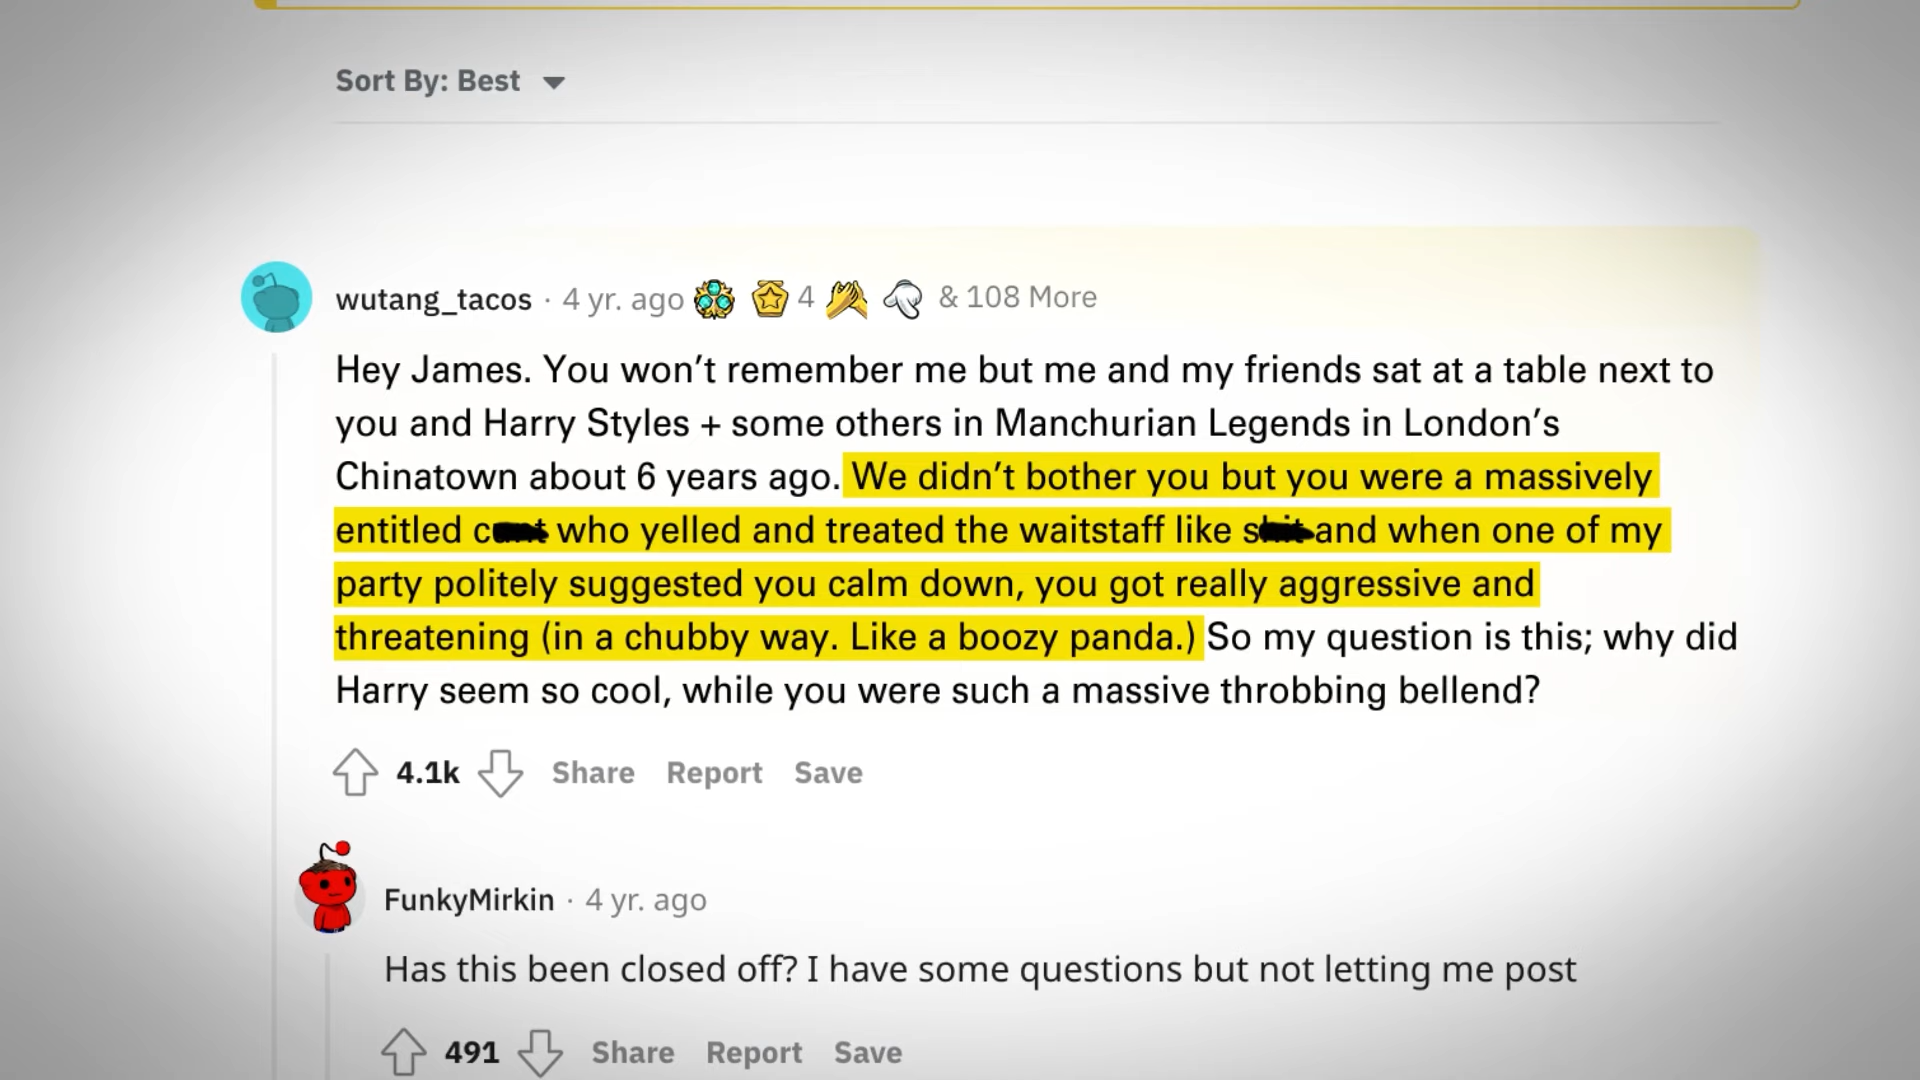 Sort By: Best
wutang_tacos · 4 yr. ago 4 & 108 More
Hey James. You won’t remember me but me and my friends sat at a table next to
you and Harry Styles + some others in Manchurian Legends in London’s
Chinatown about 6 years ago. We didn’t bother you but you were a massively
entitled who yelled and treated the waitstaff like and when one of my
party politely suggested you calm down, you got really aggressive and
threatening (in a chubby way. Like a boozy panda.) So my question is this; why did
Harry seem so cool, while you were such a massive throbbing bellend?
4.1k Share Report Save
FunkyMirkin · 4 yr. ago
Has this been closed off? I have some questions but not letting me post
491 Share Report Save